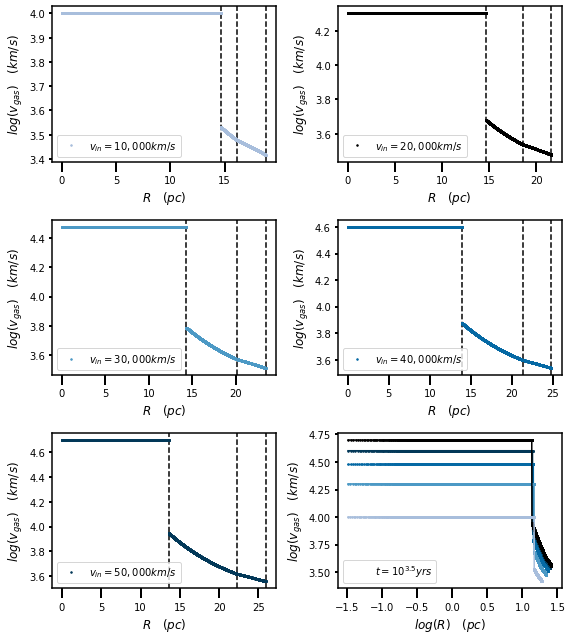 4.0
3.9
3.8
3.7
3.6
3.5
3.4
log(v_gas) (km/s)
v_in = 10,000km/s
0 5 10 15
R (pc)
4.2
4.0
3.8
3.6
log(v_gas) (km/s)
v_in = 20,000km/s
0 5 10 15 20
R (pc)
4.4
4.2
4.0
3.8
3.6
log(v_gas) (km/s)
v_in = 30,000km/s
0 5 10 15 20
R (pc)
4.6
4.4
4.2
4.0
3.8
3.6
log(v_gas) (km/s)
v_in = 40,000km/s
0 5 10 15 20 25
R (pc)
4.6
4.4
4.2
4.0
3.8
3.6
log(v_gas) (km/s)
v_in = 50,000km/s
0 5 10 15 20 25
R (pc)
4.75
4.50
4.25
4.00
3.75
3.50
log(v_gas) (km/s)
t = 10^3.5 yrs
−1.5 −1.0 −0.5 0.0 0.5 1.0 1.5
log(R) (pc)